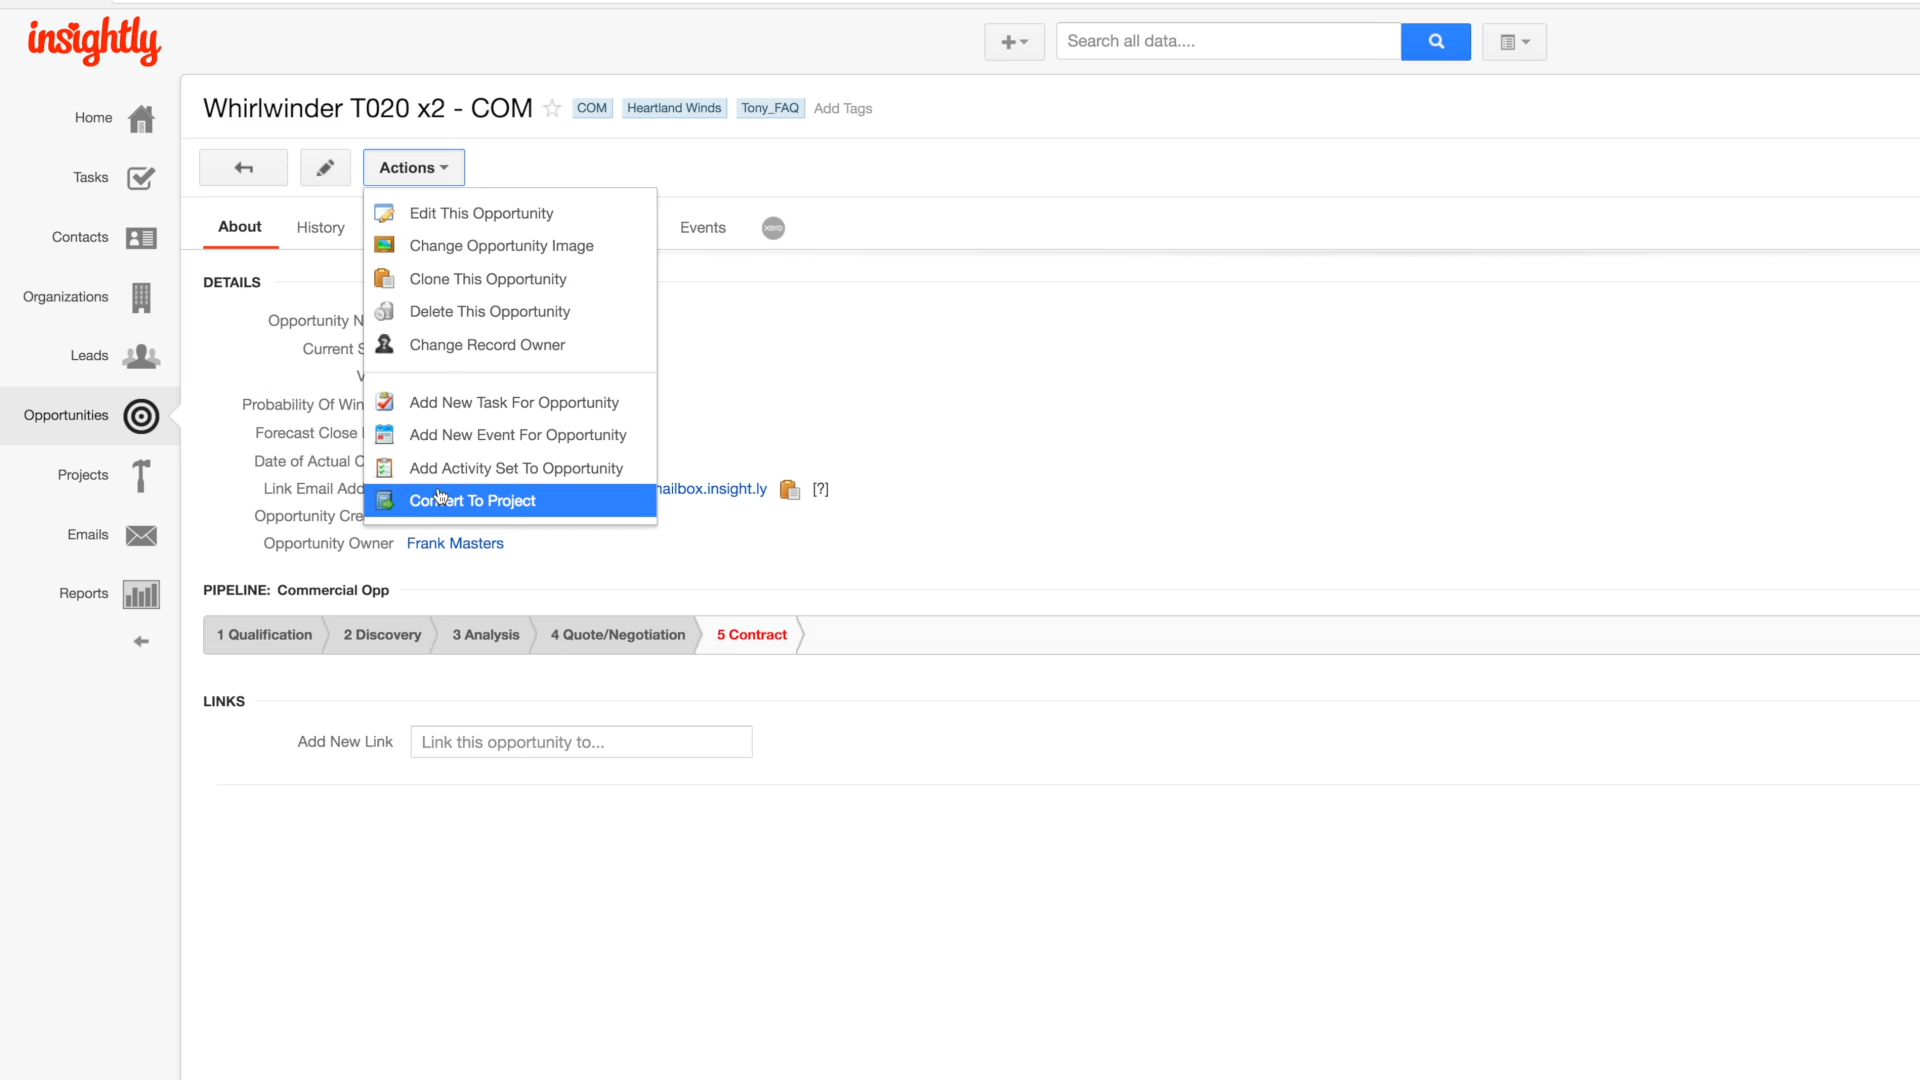 insightly
Search all data....
Whirlwinder T020 x2 - COM COM Heartland Winds Tony_FAQ Add Tags
Home
Tasks
Contacts
Organizations
Leads
Opportunities
Projects
Emails
Reports
Actions
About History Events xero
Edit This Opportunity
Change Opportunity Image
Clone This Opportunity
Delete This Opportunity
Change Record Owner
Add New Task For Opportunity
Add New Event For Opportunity
Add Activity Set To Opportunity
Convert To Project
DETAILS
Opportunity N
Current S
V
Probability Of Win
Forecast Close
Date of Actual C
Link Email Add mailbox.insight.ly [?]
Opportunity Cre
Opportunity Owner Frank Masters
PIPELINE: Commercial Opp
1 Qualification 2 Discovery 3 Analysis 4 Quote/Negotiation 5 Contract
LINKS
Add New Link Link this opportunity to...